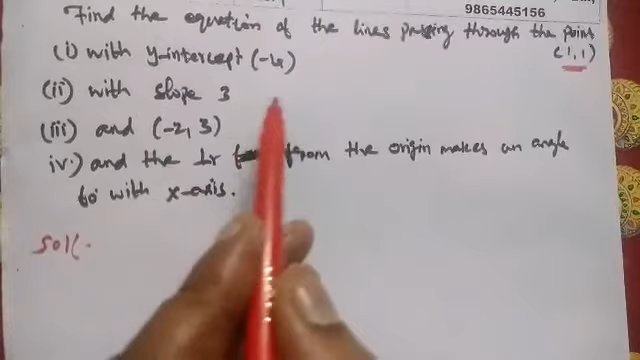 9865445156
Find the equation of the lines passing through the point
(1,1)
(i) with y-intercept (-4)
(ii) with slope 3
(iii) and (-2, 3)
iv.) and the Lr from the origin makes an angle
60 with x-axis.
Sol:-